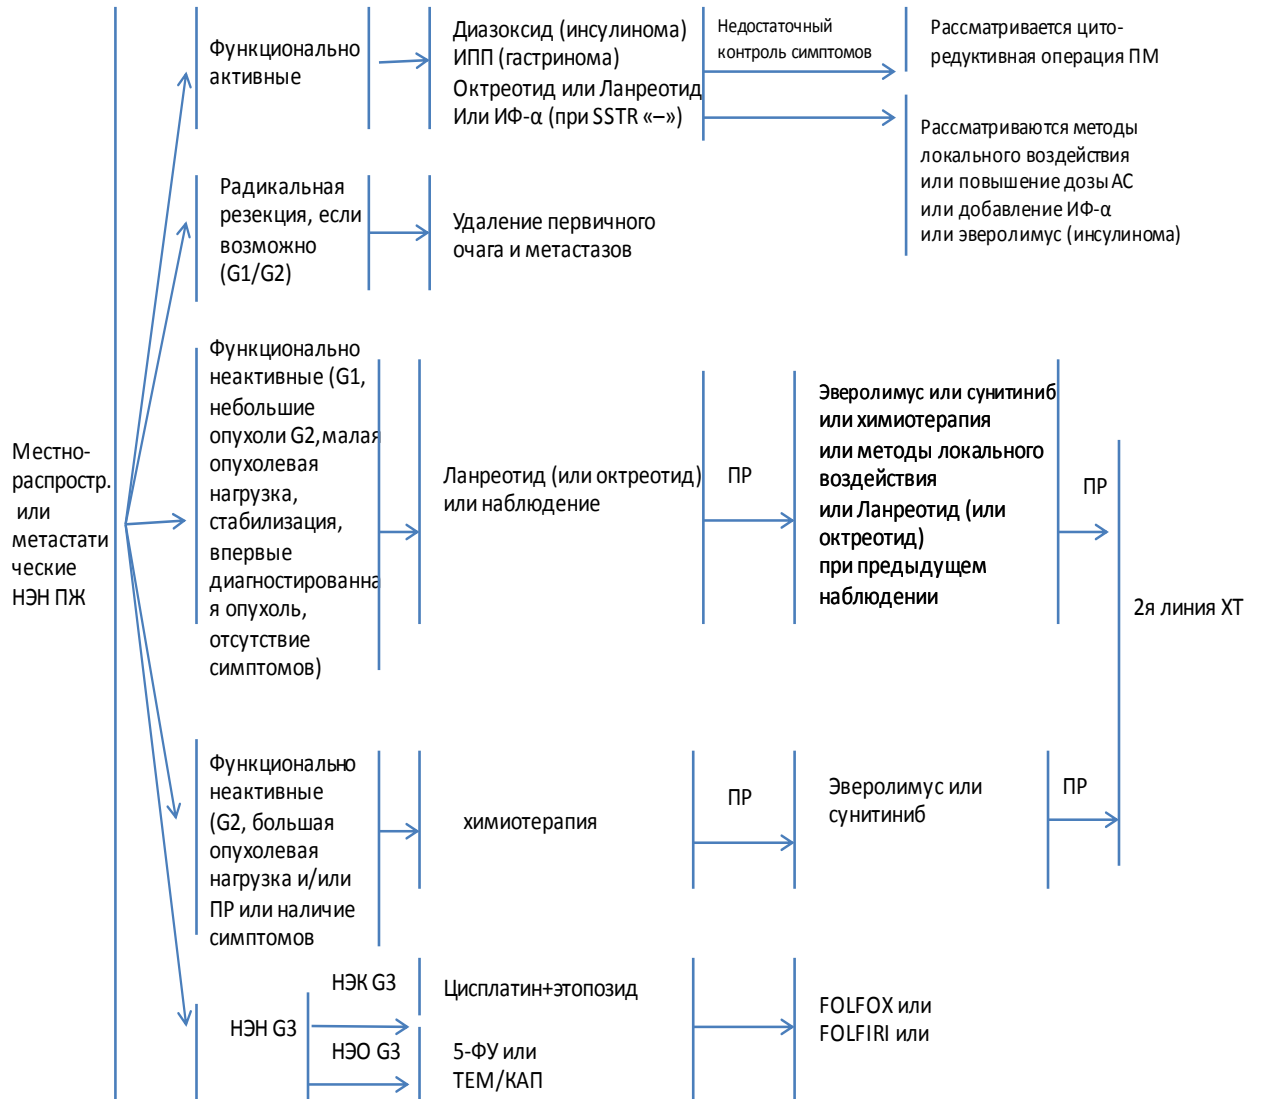 Местно-
распростр.
или
метастати
ческие
НЭН ПЖ
Функционально
активные
Диазоксид (инсулинома)
ИПП (гастринома)
Октреотид или Ланреотид
Или ИФ-α (при SSTR «–»)
Недостаточный
контроль симптомов
Рассматривается цито-
редуктивная операция ПМ
Рассматриваются методы
локального воздействия
или повышение дозы АС
или добавление ИФ-α
или эверолимус (инсулинома)
Радикальная
резекция, если
возможно
(G1/G2)
Удаление первичного
очага и метастазов
Функционально
неактивные (G1,
небольшие
опухоли G2, малая
опухолевая
нагрузка,
стабилизация,
впервые
диагностированна
я опухоль,
отсутствие
симптомов)
Ланреотид (или октреотид)
или наблюдение
ПР
Эверолимус или сунитиниб
или химиотерапия
или методы локального
воздействия
или Ланреотид (или
октреотид)
при предыдущем
наблюдении
ПР
2я линия ХТ
Функционально
неактивные
(G2, большая
опухолевая
нагрузка и/или
ПР или наличие
симптомов
химиотерапия
ПР
Эверолимус или
сунитиниб
ПР
НЭН G3
НЭК G3
Цисплатин+этопозид
НЭО G3
5-ФУ или
ТЕМ/КАП
FOLFOX или
FOLFIRI или